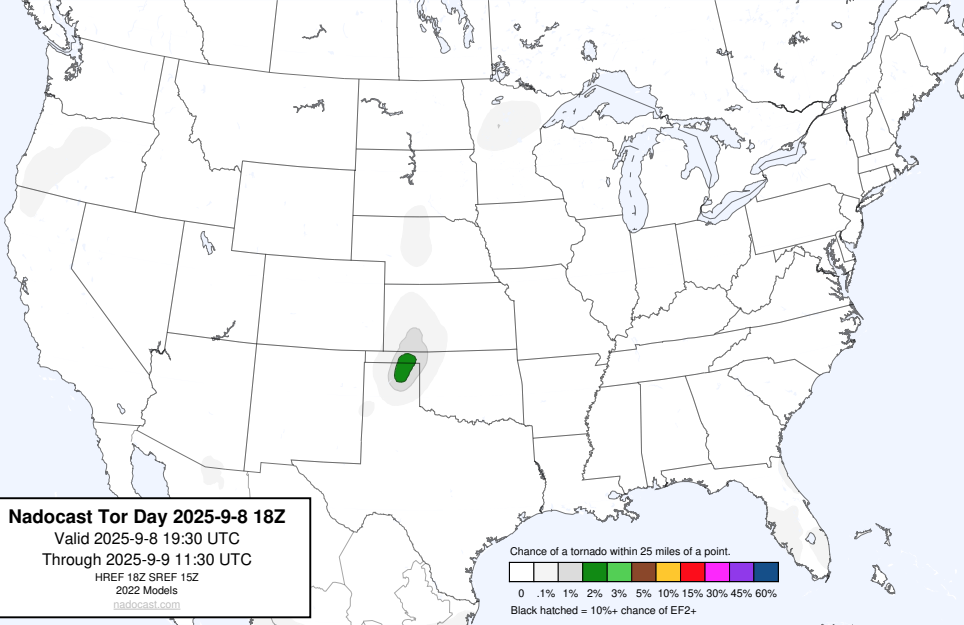 Nadocast Tor Day 2025-9-8 18Z
Valid 2025-9-8 19:30 UTC
Through 2025-9-9 11:30 UTC
HREF 18Z SREF 15Z
2022 Models
nadocast.com
Chance of a tornado within 25 miles of a point.
0 .1% 1% 2% 3% 5% 10% 15% 30% 45% 60%
Black hatched = 10%+ chance of EF2+